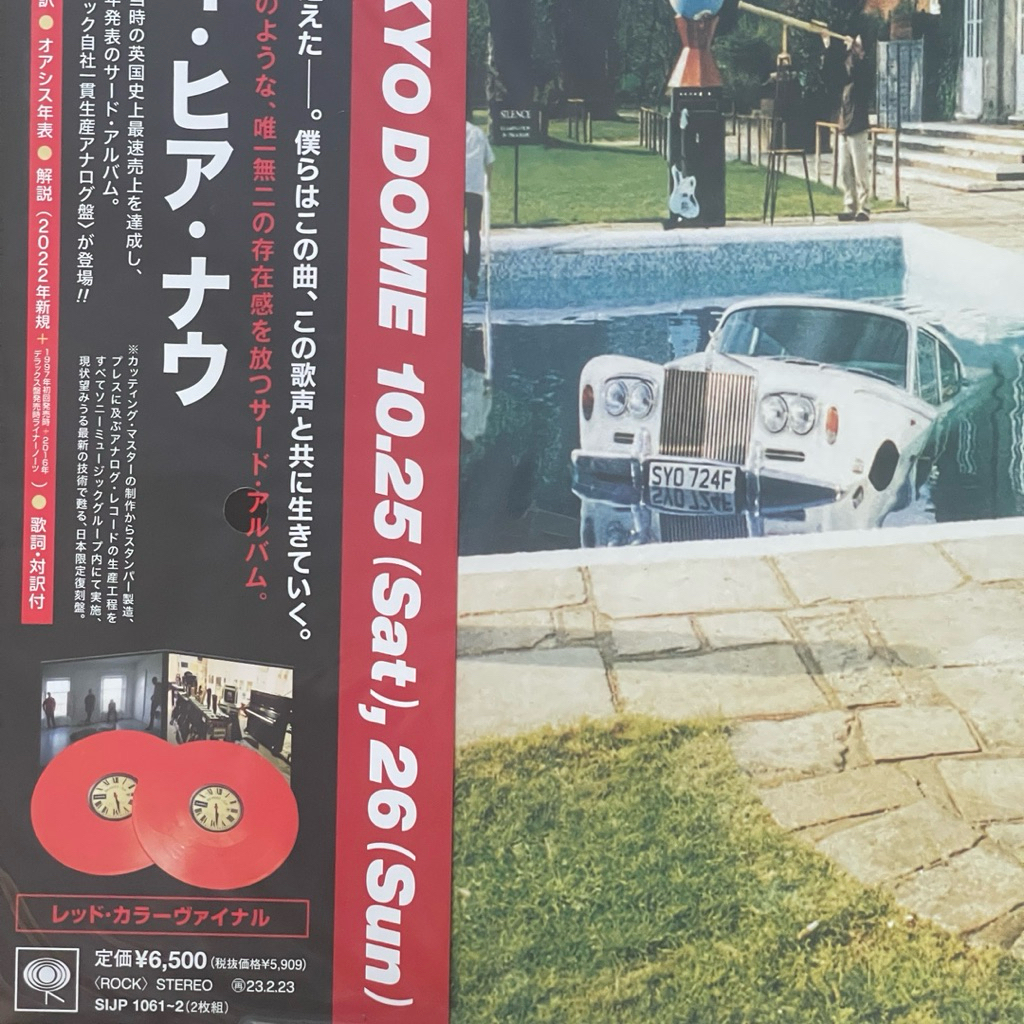 KYO DOME 10.25 (Sat), 26 (Sun)
こえた――。僕らはこの曲、この歌声と共に生きていく。
のような、唯一無二の存在感を放つサード・アルバム。
・ヒア・ナウ
当時の英国史上最速売上を達成し、
年発表のサード・アルバム。
ック自社一貫生産アナログ盤〉が登場!!
※カッティング・マスターの制作からスタンパー製造、
プレスに及ぶアナログ・レコードの生産工程を
すべてソニーミュージックグループ内にて実施、
現状望みうる最新の技術で甦る、日本限定復刻盤。
訳 ● オアシス年表 ● 解説 (2022年新規 + 1997年初回発売時・2016年
デラックス盤発売時ライナーノーツ) ● 歌詞・対訳付
レッド・カラーヴァイナル
定価¥6,500 (税抜価格¥5,909)
〈ROCK〉 STEREO ㊢23.2.23
SIJP 1061~2 (2枚組)
SILENCE
SYO 724F